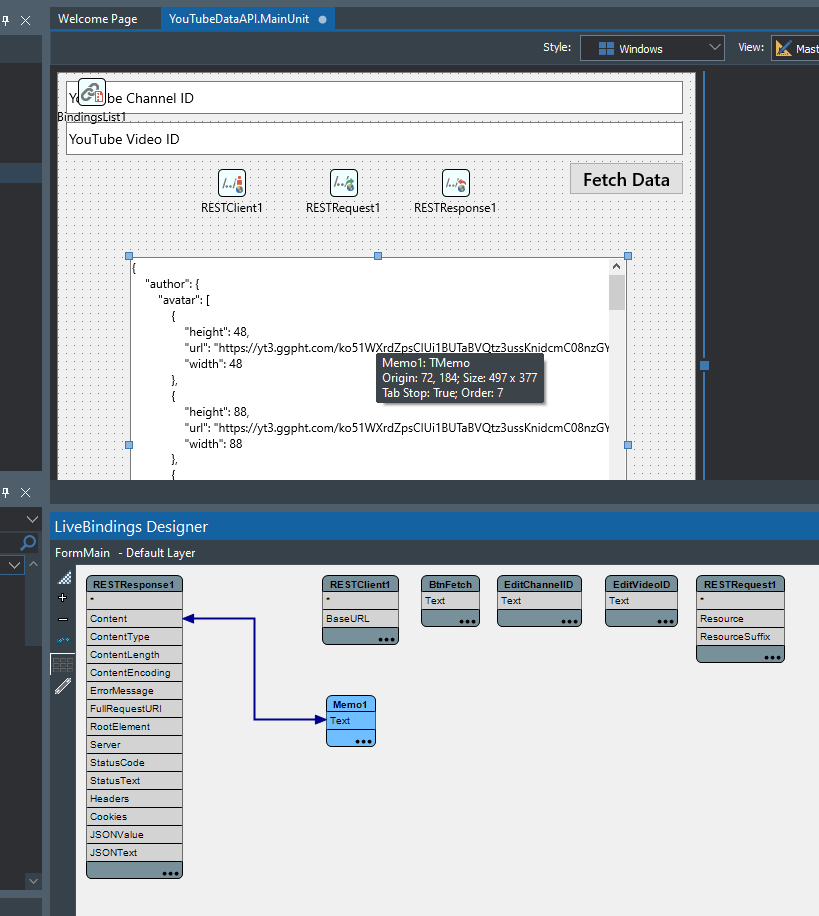 Welcome Page
YouTubeDataAPI.MainUnit
Style:
Windows
View:
Mast
be Channel ID
BindingsList1
YouTube Video ID
Fetch Data
RESTClient1
RESTRequest1
RESTResponse1
{
"author": {
"avatar": [
{
"height": 48,
"url": "https://yt3.ggpht.com/ko51WXrdZpsClUi1BUTaBVQtz3ussKnidcmC08nzGY
"width": 48
},
{
"height": 88,
"url": "https://yt3.ggpht.com/ko51WXrdZpsClUi1BUTaBVQtz3ussKnidcmC08nzGY
"width": 88
},
{
Memo1: TMemo
Origin: 72, 184; Size: 497 x 377
Tab Stop: True; Order: 7
LiveBindings Designer
FormMain - Default Layer
RESTResponse1
*
Content
ContentType
ContentLength
ContentEncoding
ErrorMessage
FullRequestURI
RootElement
Server
StatusCode
StatusText
Headers
Cookies
JSONValue
JSONText
RESTClient1
*
BaseURL
BtnFetch
Text
EditChannelID
Text
EditVideoID
Text
RESTRequest1
*
Resource
ResourceSuffix
Memo1
Text